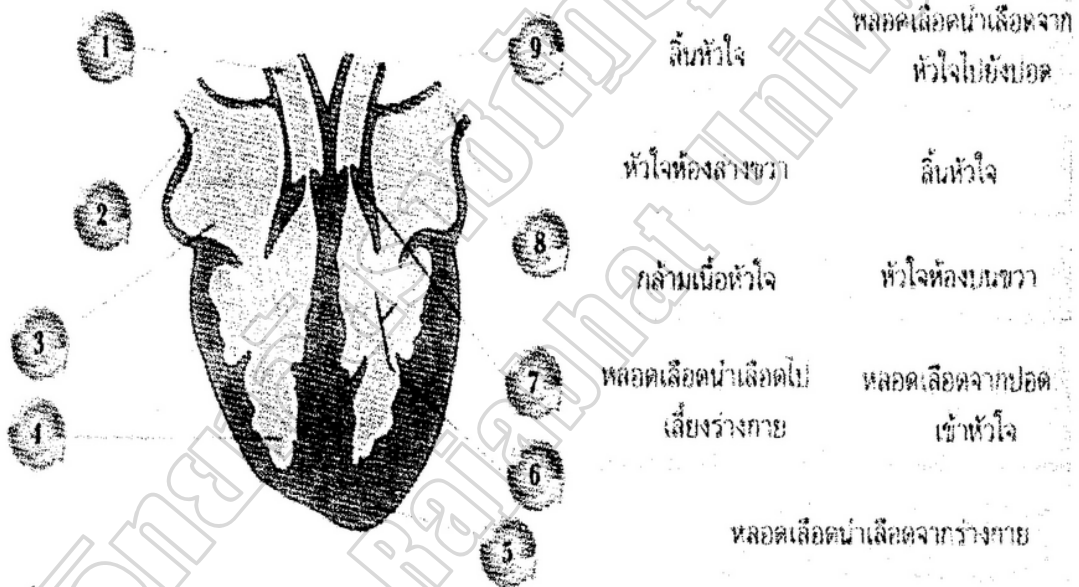 1
9
2
8
3
7
4
6
5
ลิ้นหัวใจ
หลอดเลือดนำเลือดจาก
หัวใจไปยังปอด
หัวใจห้องล่างขวา
ลิ้นหัวใจ
กล้ามเนื้อหัวใจ
หัวใจห้องบนขวา
หลอดเลือดนำเลือดไป
เลี้ยงร่างกาย
หลอดเลือดจากปอด
เข้าหัวใจ
หลอดเลือดนำเลือดจากร่างกาย
Rajabhat Univ